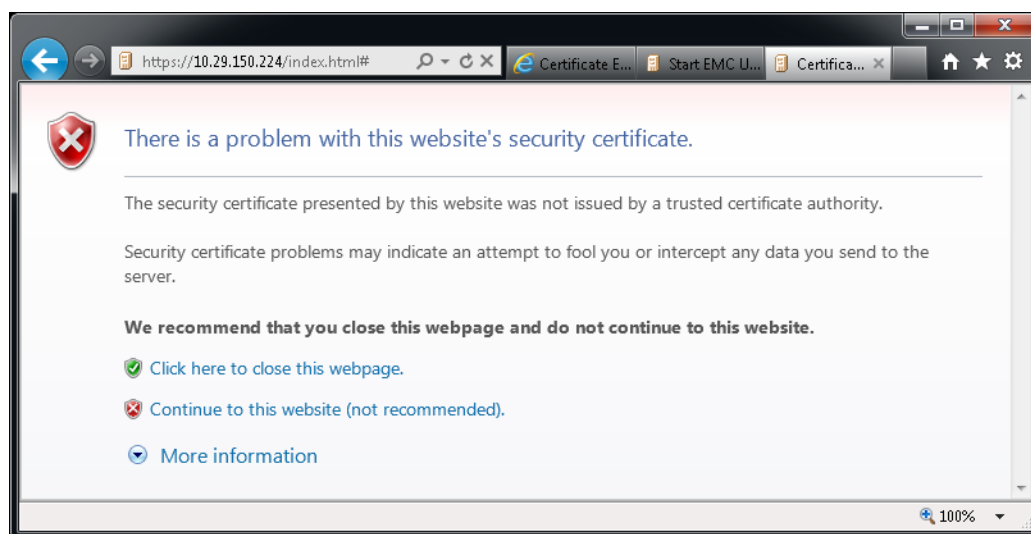 https://10.29.150.224/index.html#
Certificate E...
Start EMC U...
Certifica...
There is a problem with this website's security certificate.
The security certificate presented by this website was not issued by a trusted certificate authority.
Security certificate problems may indicate an attempt to fool you or intercept any data you send to the
server.
We recommend that you close this webpage and do not continue to this website.
Click here to close this webpage.
Continue to this website (not recommended).
More information
100%